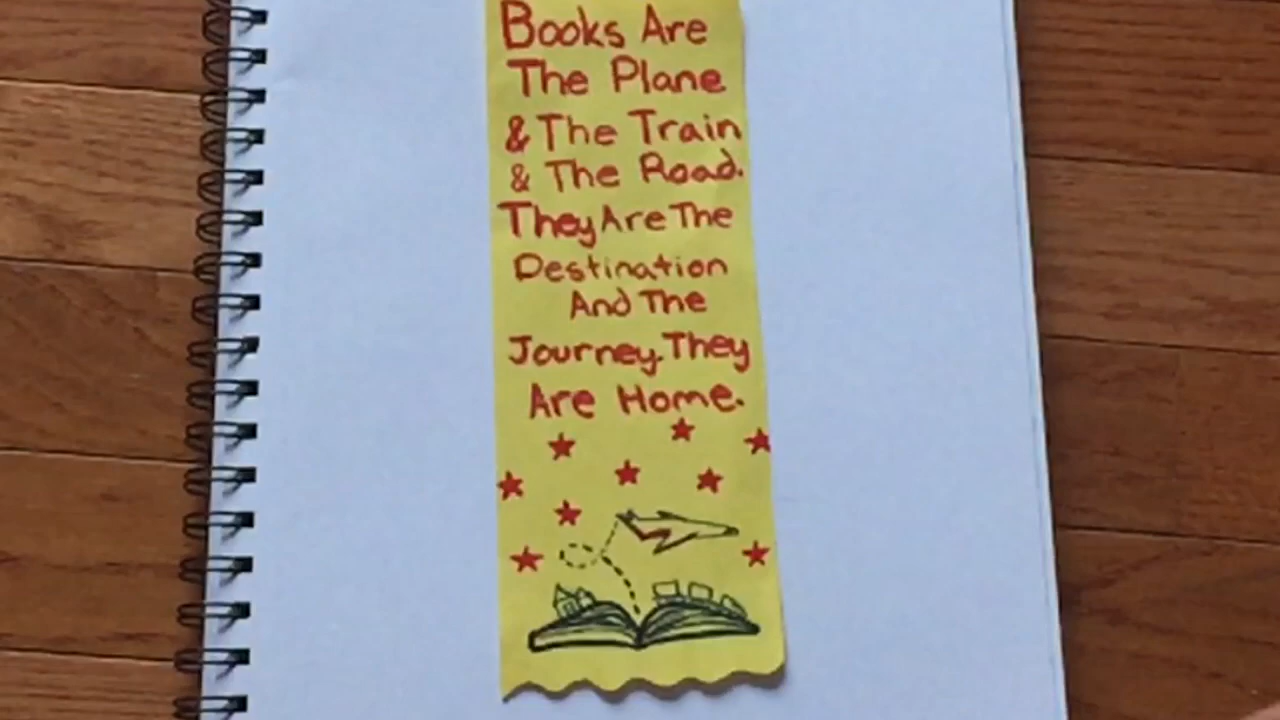 Books Are
The Plane
& The Train
& The Road.
They Are The
Destination
And The
Journey. They
Are Home.